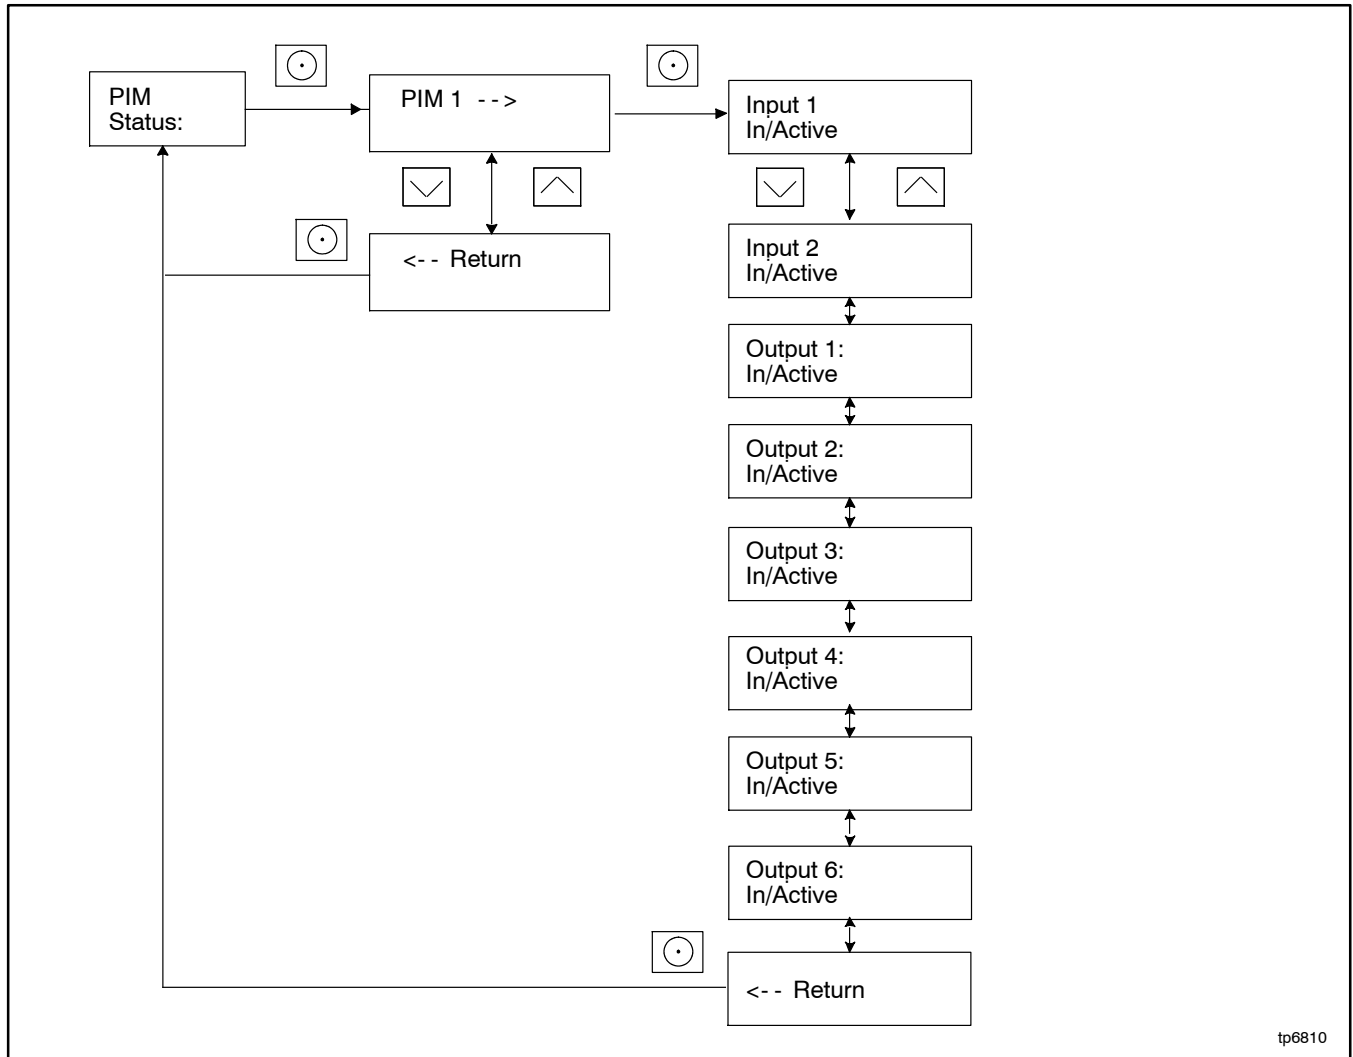 PIM
Status:
PIM 1 -->
<-- Return
Input 1
In/Active
Input 2
In/Active
Output 1:
In/Active
Output 2:
In/Active
Output 3:
In/Active
Output 4:
In/Active
Output 5:
In/Active
Output 6:
In/Active
<-- Return
tp6810